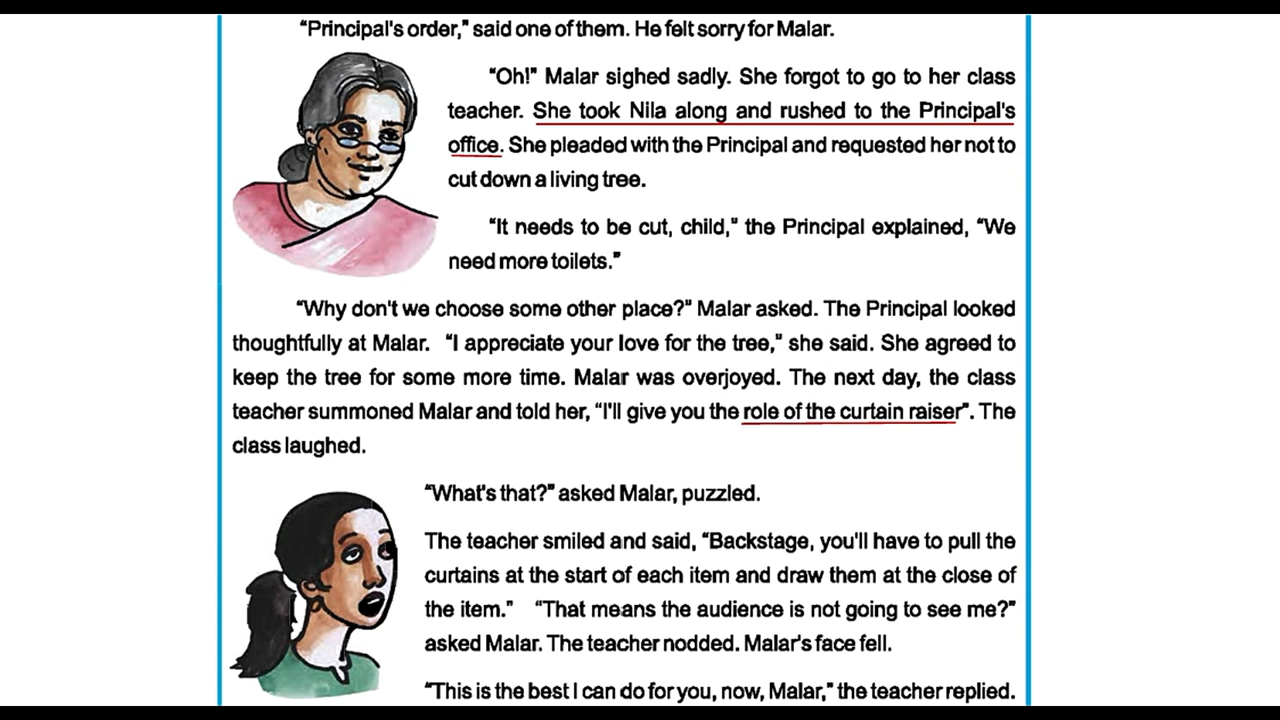 “Principal's order,” said one of them. He felt sorry for Malar.
“Oh!” Malar sighed sadly. She forgot to go to her class
teacher. She took Nila along and rushed to the Principal's
office. She pleaded with the Principal and requested her not to
cut down a living tree.
“It needs to be cut, child,” the Principal explained, “We
need more toilets.”
“Why don't we choose some other place?” Malar asked. The Principal looked
thoughtfully at Malar. “I appreciate your love for the tree,” she said. She agreed to
keep the tree for some more time. Malar was overjoyed. The next day, the class
teacher summoned Malar and told her, “I'll give you the role of the curtain raiser”. The
class laughed.
“What's that?” asked Malar, puzzled.
The teacher smiled and said, “Backstage, you'll have to pull the
curtains at the start of each item and draw them at the close of
the item.” “That means the audience is not going to see me?”
asked Malar. The teacher nodded. Malar's face fell.
“This is the best I can do for you, now, Malar,” the teacher replied.